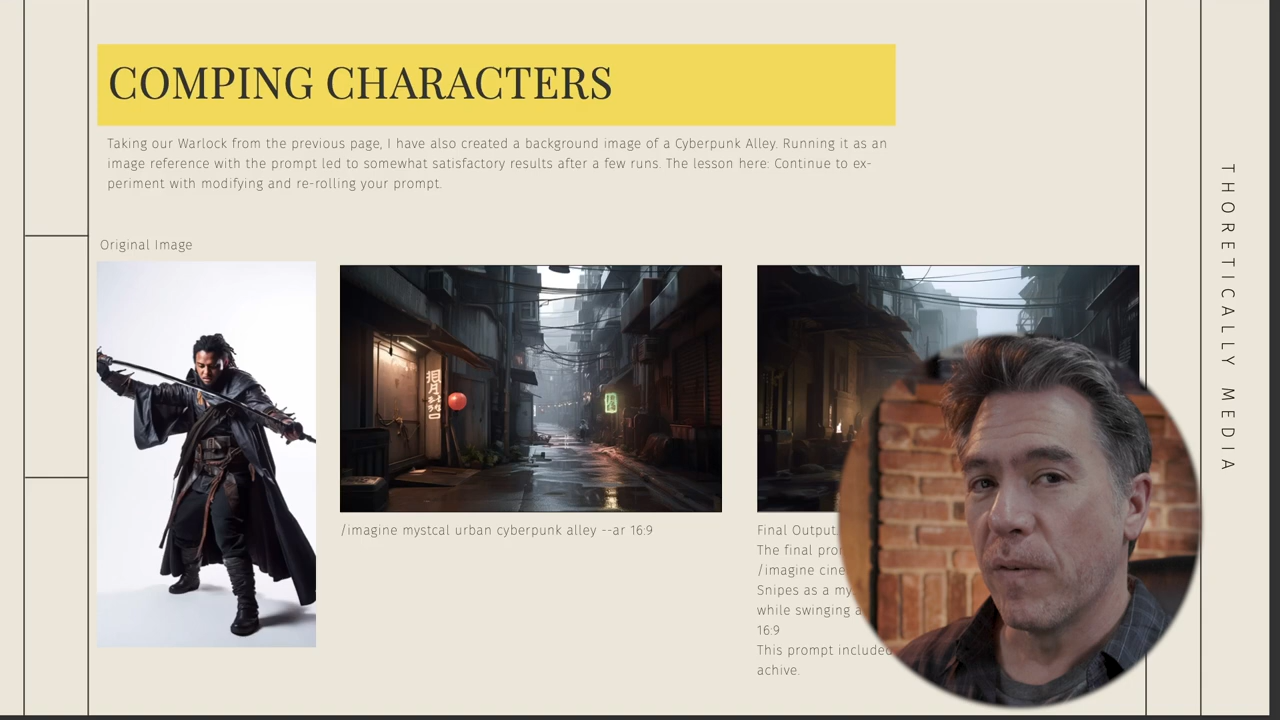 COMPING CHARACTERS
Taking our Warlock from the previous page, I have also created a background image of a Cyberpunk Alley. Running it as an
image reference with the prompt led to somewhat satisfactory results after a few runs. The lesson here: Continue to ex-
periment with modifying and re-rolling your prompt.
Original Image
/imagine mystcal urban cyberpunk alley --ar 16:9
Final Output
The final
/imagine
Snipes as a
while swinging
16:9
This prompt included
achive.
THORETICALLY MEDIA